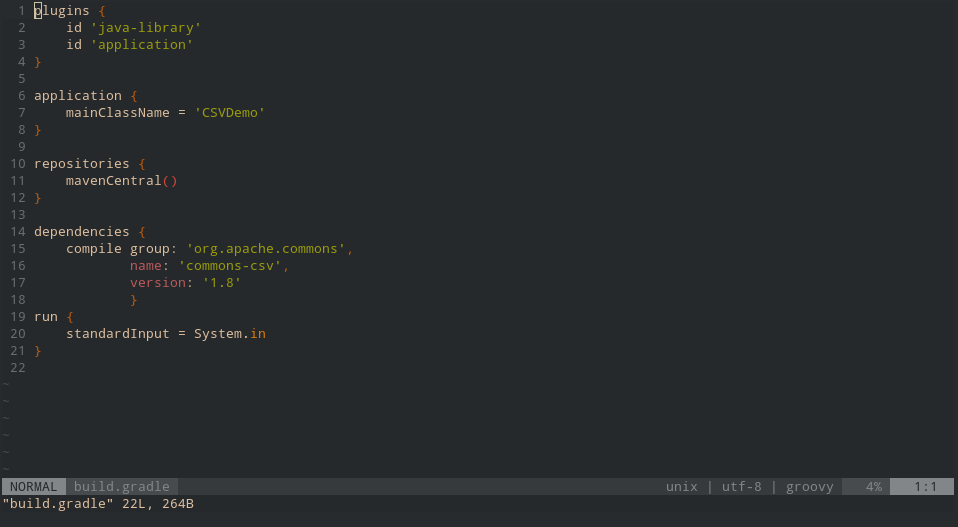 1 plugins {
2     id 'java-library'
3     id 'application'
4 }
5
6 application {
7     mainClassName = 'CSVDemo'
8 }
9
10 repositories {
11     mavenCentral()
12 }
13
14 dependencies {
15     compile group: 'org.apache.commons',
16             name: 'commons-csv',
17             version: '1.8'
18             }
19 run {
20     standardInput = System.in
21 }
22
~
~
~
~
~
~
NORMAL build.gradle unix | utf-8 | groovy 4% 1:1
"build.gradle" 22L, 264B